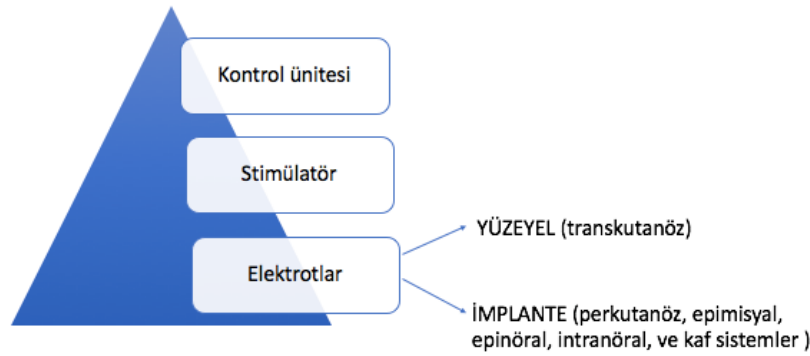 Kontrol ünitesi
Stimülatör
Elektrotlar
YÜZEYEL (transkutanöz)
İMPLANTE (perkutanöz, epimisyal,
epinöral, intranöral, ve kaf sistemler )